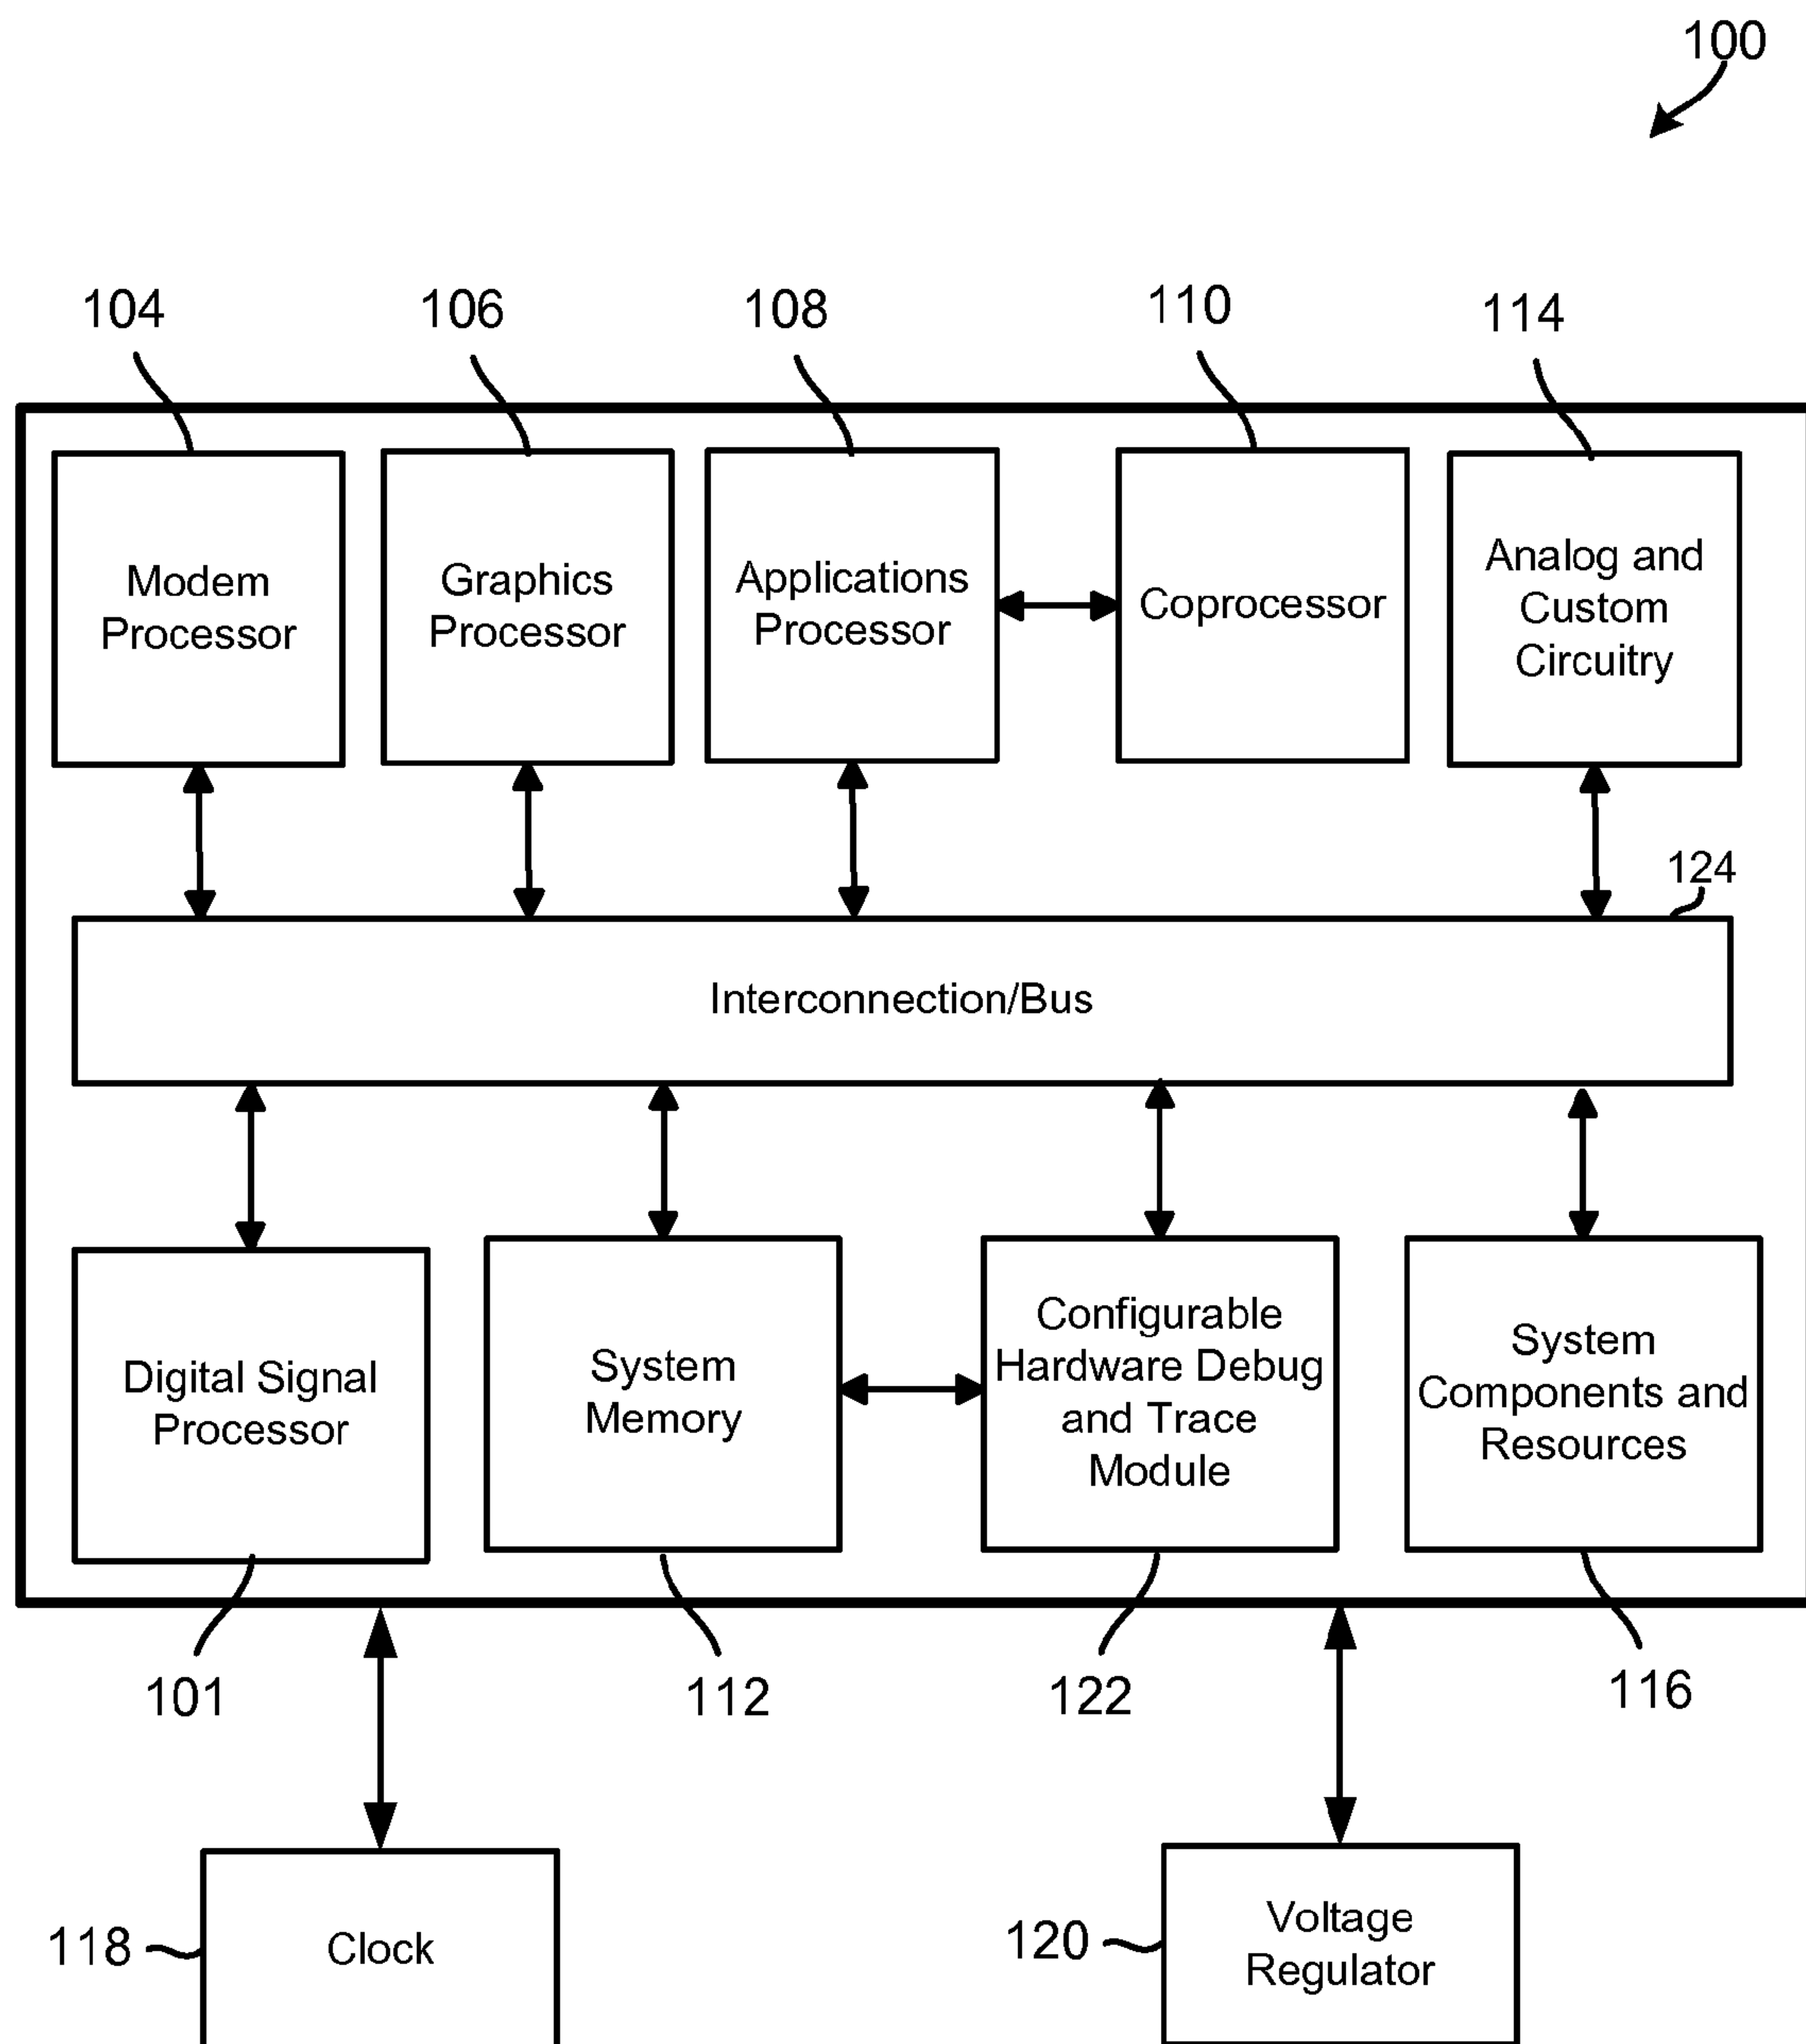 100
104
106
108
110
114
Modem
Processor
Graphics
Processor
Applications
Processor
Coprocessor
Analog and
Custom
Circuitry
124
Interconnection/Bus
Digital Signal
Processor
System
Memory
Configurable
Hardware Debug
and Trace
Module
System
Components and
Resources
101
112
122
116
118
Clock
120
Voltage
Regulator